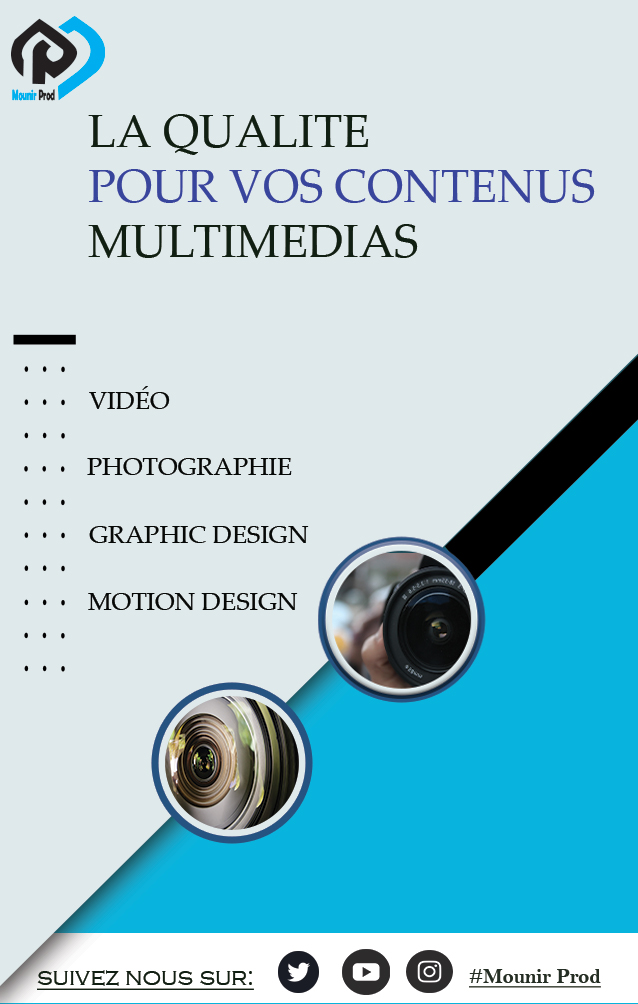 Mounir Prod
LA QUALITE
POUR VOS CONTENUS
MULTIMEDIAS
VIDÉO
PHOTOGRAPHIE
GRAPHIC DESIGN
MOTION DESIGN
SUIVEZ NOUS SUR:
#Mounir Prod